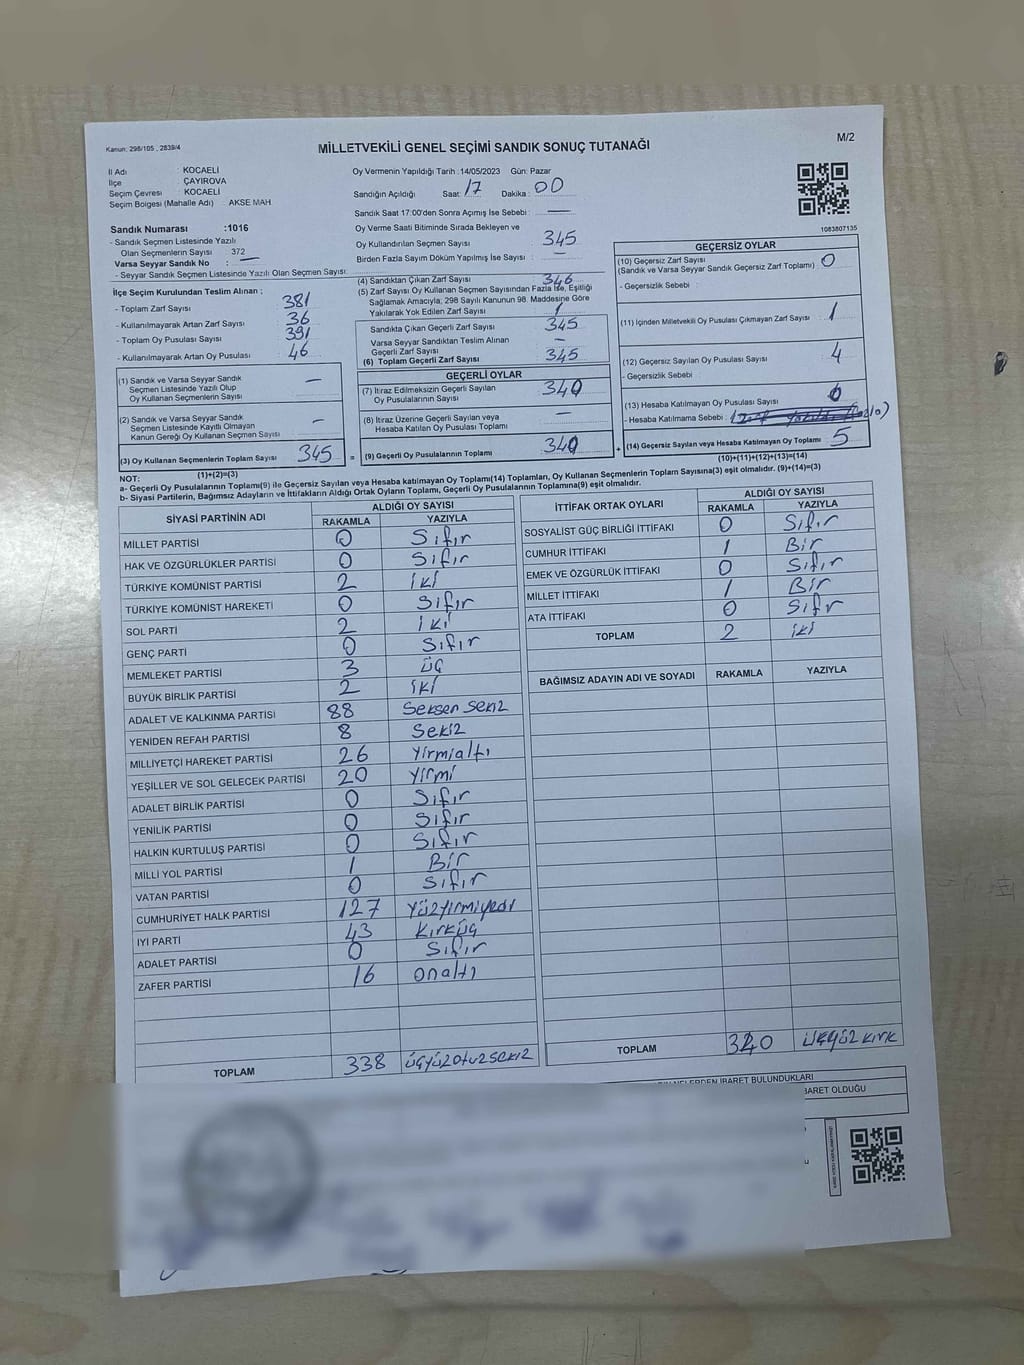 Kanun: 298/105 , 2839/4
MİLLETVEKİLİ GENEL SEÇİMİ SANDIK SONUÇ TUTANAĞI
M/2
İl Adı : KOCAELİ
İlçe : ÇAYIROVA
Seçim Çevresi : KOCAELİ
Seçim Bölgesi (Mahalle Adı) : AKSE MAH
Sandık Numarası :1016
- Sandık Seçmen Listesinde Yazılı
Olan Seçmenlerin Sayısı : 372
Varsa Seyyar Sandık No : —
- Seyyar Sandık Seçmen Listesinde Yazılı Olan Seçmen Sayısı:
Oy Vermenin Yapıldığı Tarih :14/05/2023 Gün: Pazar
Sandığın Açıldığı Saat: 17 Dakika : 00
Sandık Saat 17:00'den Sonra Açımış İse Sebebi : —
Oy Verme Saati Bitiminde Sırada Bekleyen ve
Oy Kullandırılan Seçmen Sayısı : 345
Birden Fazla Sayım Döküm Yapılmış İse Sayısı : —
1083807135
İlçe Seçim Kurulundan Teslim Alınan ;
- Toplam Zarf Sayısı : 381
- Kullanılmayarak Artan Zarf Sayısı : 36
- Toplam Oy Pusulası Sayısı : 391
- Kullanılmayarak Artan Oy Pusulası : 46
(4) Sandıktan Çıkan Zarf Sayısı 346
(5) Zarf Sayısı Oy Kullanan Seçmen Sayısından Fazla İse, Eşitliği
Sağlamak Amacıyla; 298 Sayılı Kanunun 98. Maddesine Göre
Yakılarak Yok Edilen Zarf Sayısı : 1
Sandıkta Çıkan Geçerli Zarf Sayısı 345
Varsa Seyyar Sandıktan Teslim Alınan
Geçerli Zarf Sayısı —
(6) Toplam Geçerli Zarf Sayısı 345
GEÇERSİZ OYLAR
(10) Geçersiz Zarf Sayısı : 0
(Sandık ve Varsa Seyyar Sandık Geçersiz Zarf Toplamı)
- Geçersizlik Sebebi :
(11) İçinden Milletvekili Oy Pusulası Çıkmayan Zarf Sayısı : 1
(12) Geçersiz Sayılan Oy Pusulası Sayısı : 4
- Geçersizlik Sebebi :
(13) Hesaba Katılmayan Oy Pusulası Sayısı : 0
- Hesaba Katılmama Sebebi :
(14) Geçersiz Sayılan veya Hesaba Katılmayan Oy Toplamı 5
(10)+(11)+(12)+(13)=(14)
(1) Sandık ve Varsa Seyyar Sandık
Seçmen Listesinde Yazılı Olup
Oy Kullanan Seçmenlerin Sayısı : —
(2) Sandık ve Varsa Seyyar Sandık
Seçmen Listesinde Kayıtlı Olmayan
Kanun Gereği Oy Kullanan Seçmen Sayısı —
(3) Oy Kullanan Seçmenlerin Toplam Sayısı 345 =
(1)+(2)=(3)
GEÇERLİ OYLAR
(7) İtiraz Edilmeksizin Geçerli Sayılan
Oy Pusulasının Sayısı : 340
(8) İtiraz Üzerine Geçerli Sayılan veya
Hesaba Katılan Oy Pusulası Toplamı —
(9) Geçerli Oy Pusulalarının Toplamı 340 +
NOT:
a- Geçerli Oy Pusulalarının Toplamı(9) ile Geçersiz Sayılan veya Hesaba katılmayan Oy Toplamı(14) Toplamları, Oy Kullanan Seçmenlerin Toplam Sayısına(3) eşit olmalıdır. (9)+(14)=(3)
b- Siyasi Partilerin, Bağımsız Adayların ve İttifakların Aldığı Ortak Oyların Toplamı, Geçerli Oy Pusulalarının Toplamına(9) eşit olmalıdır.
SİYASİ PARTİNİN ADI ALDIĞI OY SAYISI
RAKAMLA YAZIYLA
MİLLET PARTİSİ 0 Sıfır
HAK VE ÖZGÜRLÜKLER PARTİSİ 0 Sıfır
TÜRKİYE KOMÜNİST PARTİSİ 2 iki
TÜRKİYE KOMÜNİST HAREKETİ 0 Sıfır
SOL PARTİ 2 iki
GENÇ PARTİ 0 Sıfır
MEMLEKET PARTİSİ 3 üç
BÜYÜK BİRLİK PARTİSİ 2 iki
ADALET VE KALKINMA PARTİSİ 88 Seksen Sekiz
YENİDEN REFAH PARTİSİ 8 Sekiz
MİLLİYETÇİ HAREKET PARTİSİ 26 Yirmialtı
YEŞİLLER VE SOL GELECEK PARTİSİ 20 Yirmi
ADALET BİRLİK PARTİSİ 0 Sıfır
YENİLİK PARTİSİ 0 Sıfır
HALKIN KURTULUŞ PARTİSİ 0 Sıfır
MİLLİ YOL PARTİSİ 1 Bir
VATAN PARTİSİ 0 Sıfır
CUMHURİYET HALK PARTİSİ 127 Yüzyirmiyedi
İYİ PARTİ 43 Kırküç
ADALET PARTİSİ 0 Sıfır
ZAFER PARTİSİ 16 onaltı
TOPLAM 338 üçyüzotuzsekiz
İTTİFAK ORTAK OYLARI ALDIĞI OY SAYISI
RAKAMLA YAZIYLA
SOSYALİST GÜÇ BİRLİĞİ İTTİFAKI 0 Sıfır
CUMHUR İTTİFAKI 1 Bir
EMEK VE ÖZGÜRLÜK İTTİFAKI 0 Sıfır
MİLLET İTTİFAKI 1 Bir
ATA İTTİFAKI 0 Sıfır
TOPLAM 2 iki
BAĞIMSIZ ADAYIN ADI VE SOYADI RAKAMLA YAZIYLA
TOPLAM 340 üçyüz kırk
NELERDEN İBARET BULUNDUKLARI
BARET OLDUĞU